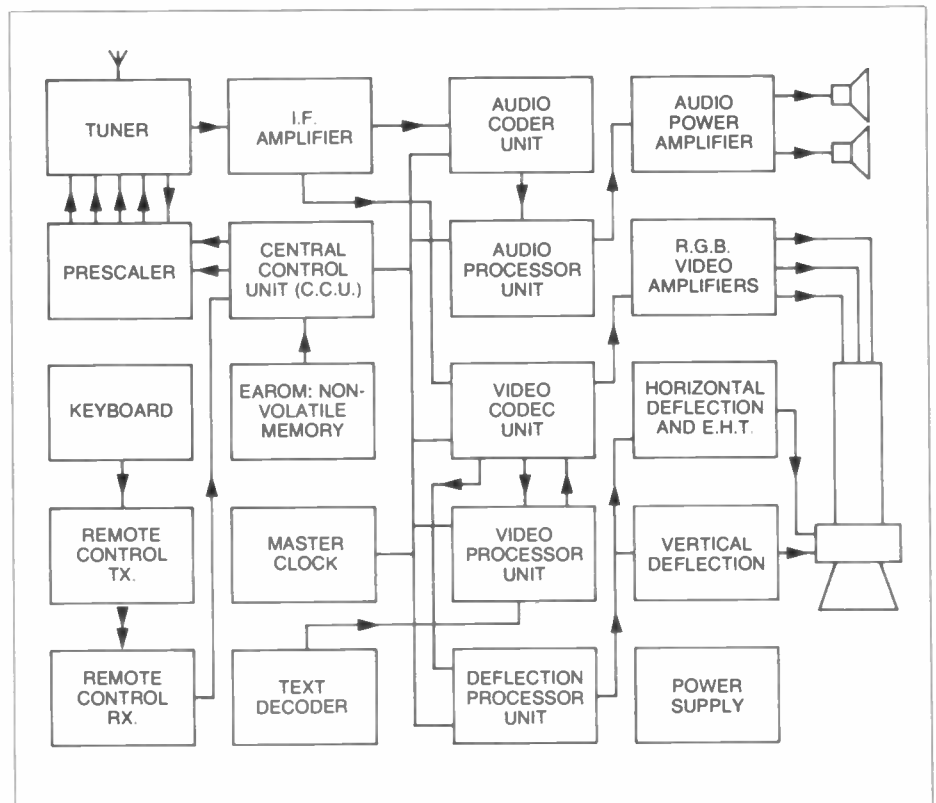 TUNER
I.F.
AMPLIFIER
AUDIO
CODER
UNIT
AUDIO
POWER
AMPLIFIER
PRESCALER
CENTRAL
CONTROL
UNIT (C.C.U.)
AUDIO
PROCESSOR
UNIT
R.G.B.
VIDEO
AMPLIFIERS
KEYBOARD
EAROM: NON-
VOLATILE
MEMORY
VIDEO
CODEC
UNIT
HORIZONTAL
DEFLECTION
AND E.H.T.
REMOTE
CONTROL
TX.
MASTER
CLOCK
VIDEO
PROCESSOR
UNIT
VERTICAL
DEFLECTION
REMOTE
CONTROL
RX.
TEXT
DECODER
DEFLECTION
PROCESSOR
UNIT
POWER
SUPPLY